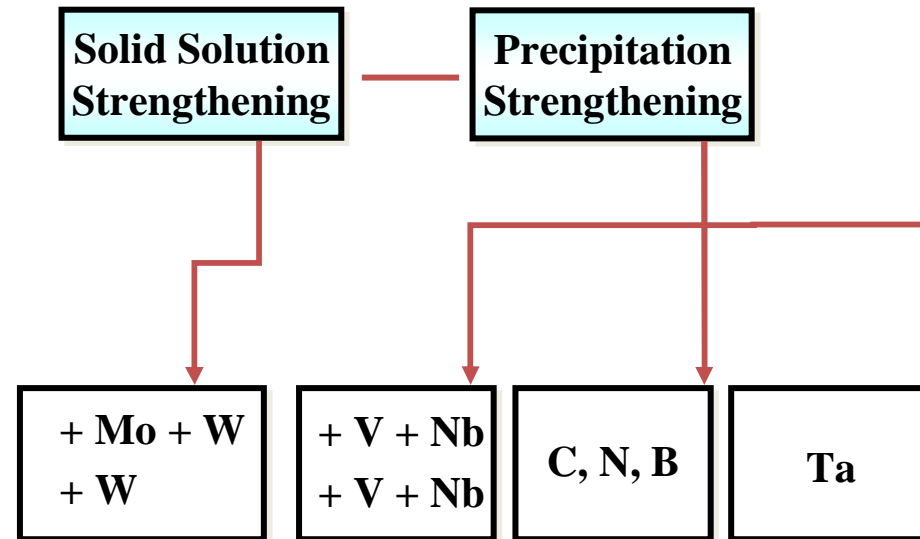 Solid Solution
Strengthening
Precipitation
Strengthening
+ Mo + W
+ W
+ V + Nb
+ V + Nb
C, N, B
Ta